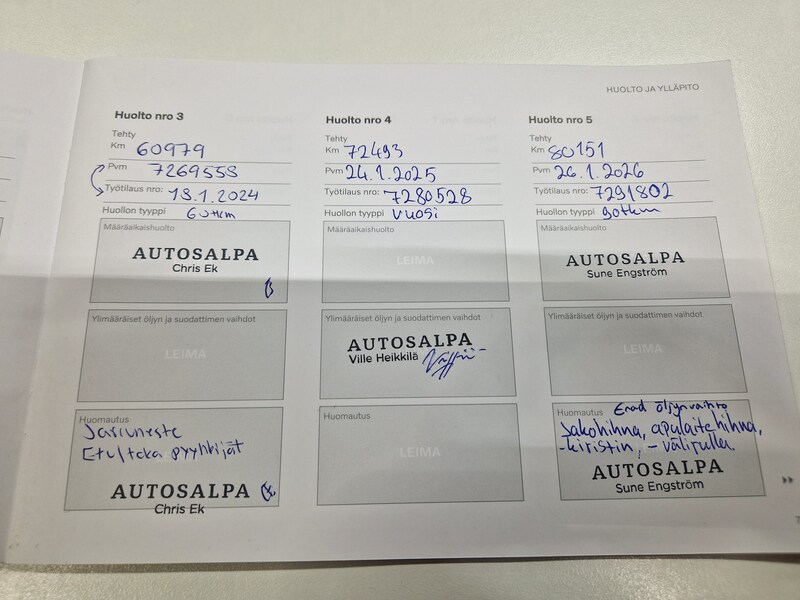 HUOLTO JA YLLÄPITO
Huolto nro 3
Tehty
Km 60979
Pvm 7269558
Työtilaus nro: 18.1.2024
Huollon tyyppi 60tkm
Määräaikaishuolto
AUTOSALPA
Chris Ek
Ylimääräiset öljyn ja suodattimen vaihdot
LEIMA
Huomautus
Jarruneste
Etu/taka pyyhkijät
AUTOSALPA
Chris Ek
Huolto nro 4
Tehty
Km 72493
Pvm 24.1.2025
Työtilaus nro: 7280528
Huollon tyyppi Vuosi
Määräaikaishuolto
LEIMA
Ylimääräiset öljyn ja suodattimen vaihdot
AUTOSALPA
Ville Heikkilä
Huomautus
LEIMA
Huolto nro 5
Tehty
Km 80151
Pvm 26.1.2026
Työtilaus nro: 7291802
Huollon tyyppi 90tkm
Määräaikaishuolto
AUTOSALPA
Sune Engström
Ylimääräiset öljyn ja suodattimen vaihdot
LEIMA
Huomautus öljynvaihto
Jakohihna, apulaitehihna,
-kiristin, -välirulla.
AUTOSALPA
Sune Engström